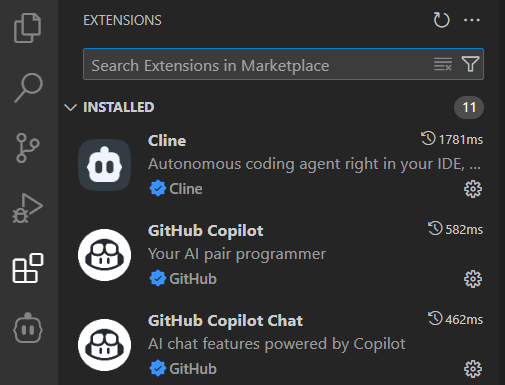 EXTENSIONS
Search Extensions in Marketplace
INSTALLED 11
Cline 1781ms
Autonomous coding agent right in your IDE, ...
Cline
GitHub Copilot 582ms
Your AI pair programmer
GitHub
GitHub Copilot Chat 462ms
AI chat features powered by Copilot
GitHub